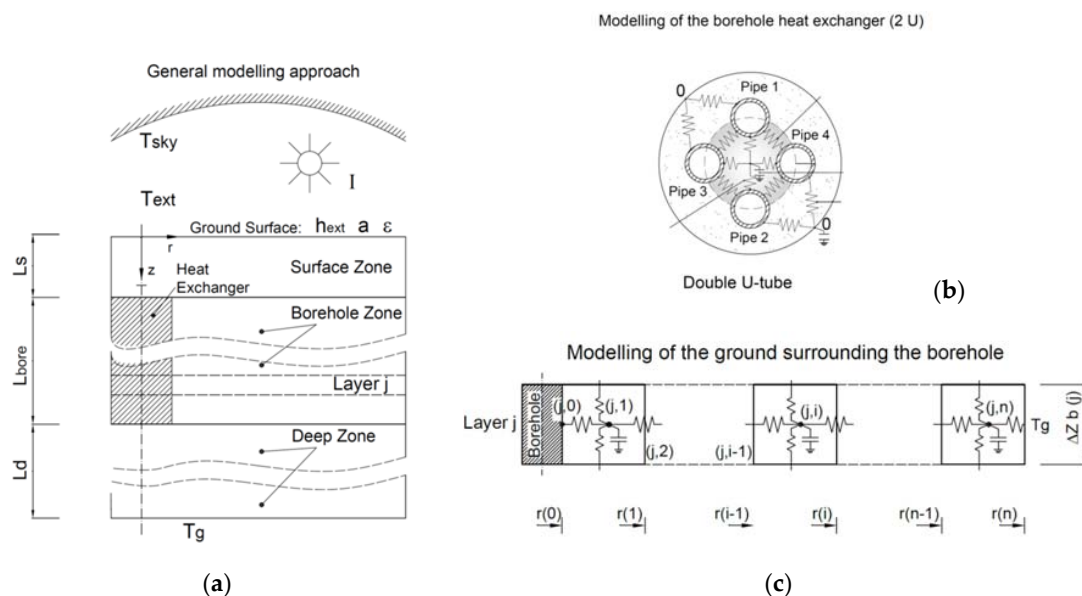 General modelling approach
Tsky
I
Text
Ground Surface: hext a ε
r
z
Heat
Exchanger
Surface Zone
Borehole Zone
Layer j
Deep Zone
Tg
Ls
Lbore
Ld
(a)
Modelling of the borehole heat exchanger (2 U)
0
Pipe 1
Pipe 4
Pipe 3
Pipe 2
0
Double U-tube
(b)
Modelling of the ground surrounding the borehole
Layer j
Borehole
(j,0)
(j,1)
(j,2)
(j,i-1)
(j,i)
(j,n)
Tg
ΔZ b (j)
r(0)
r(1)
r(i-1)
r(i)
r(n-1)
r(n)
(c)